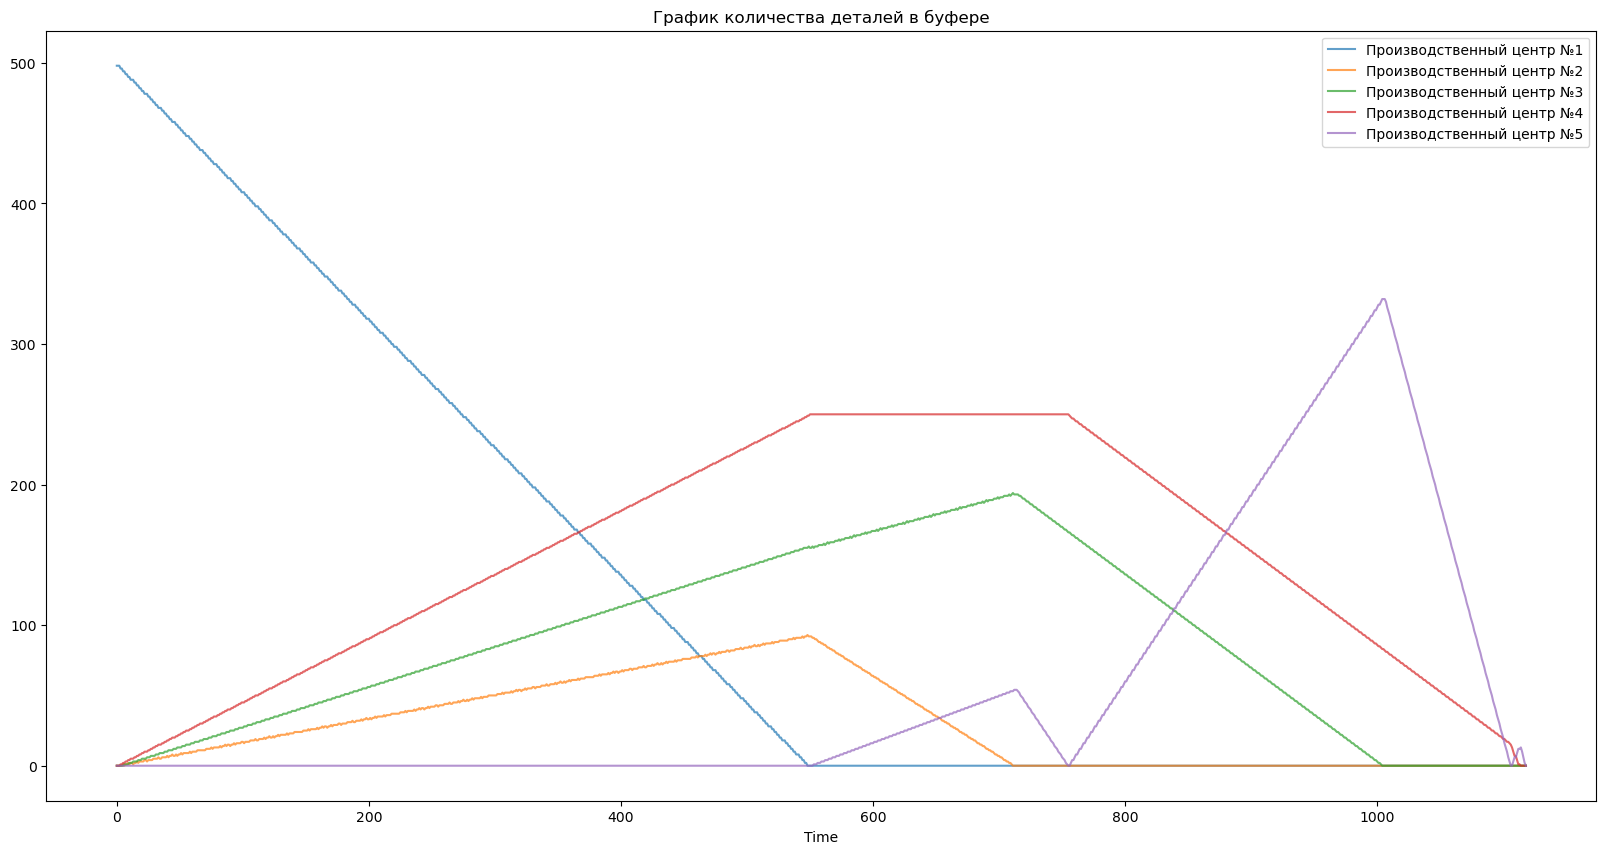 График количества деталей в буфере
Производственный центр №1
Производственный центр №2
Производственный центр №3
Производственный центр №4
Производственный центр №5
500
400
300
200
100
0
0 200 400 600 800 1000
Time